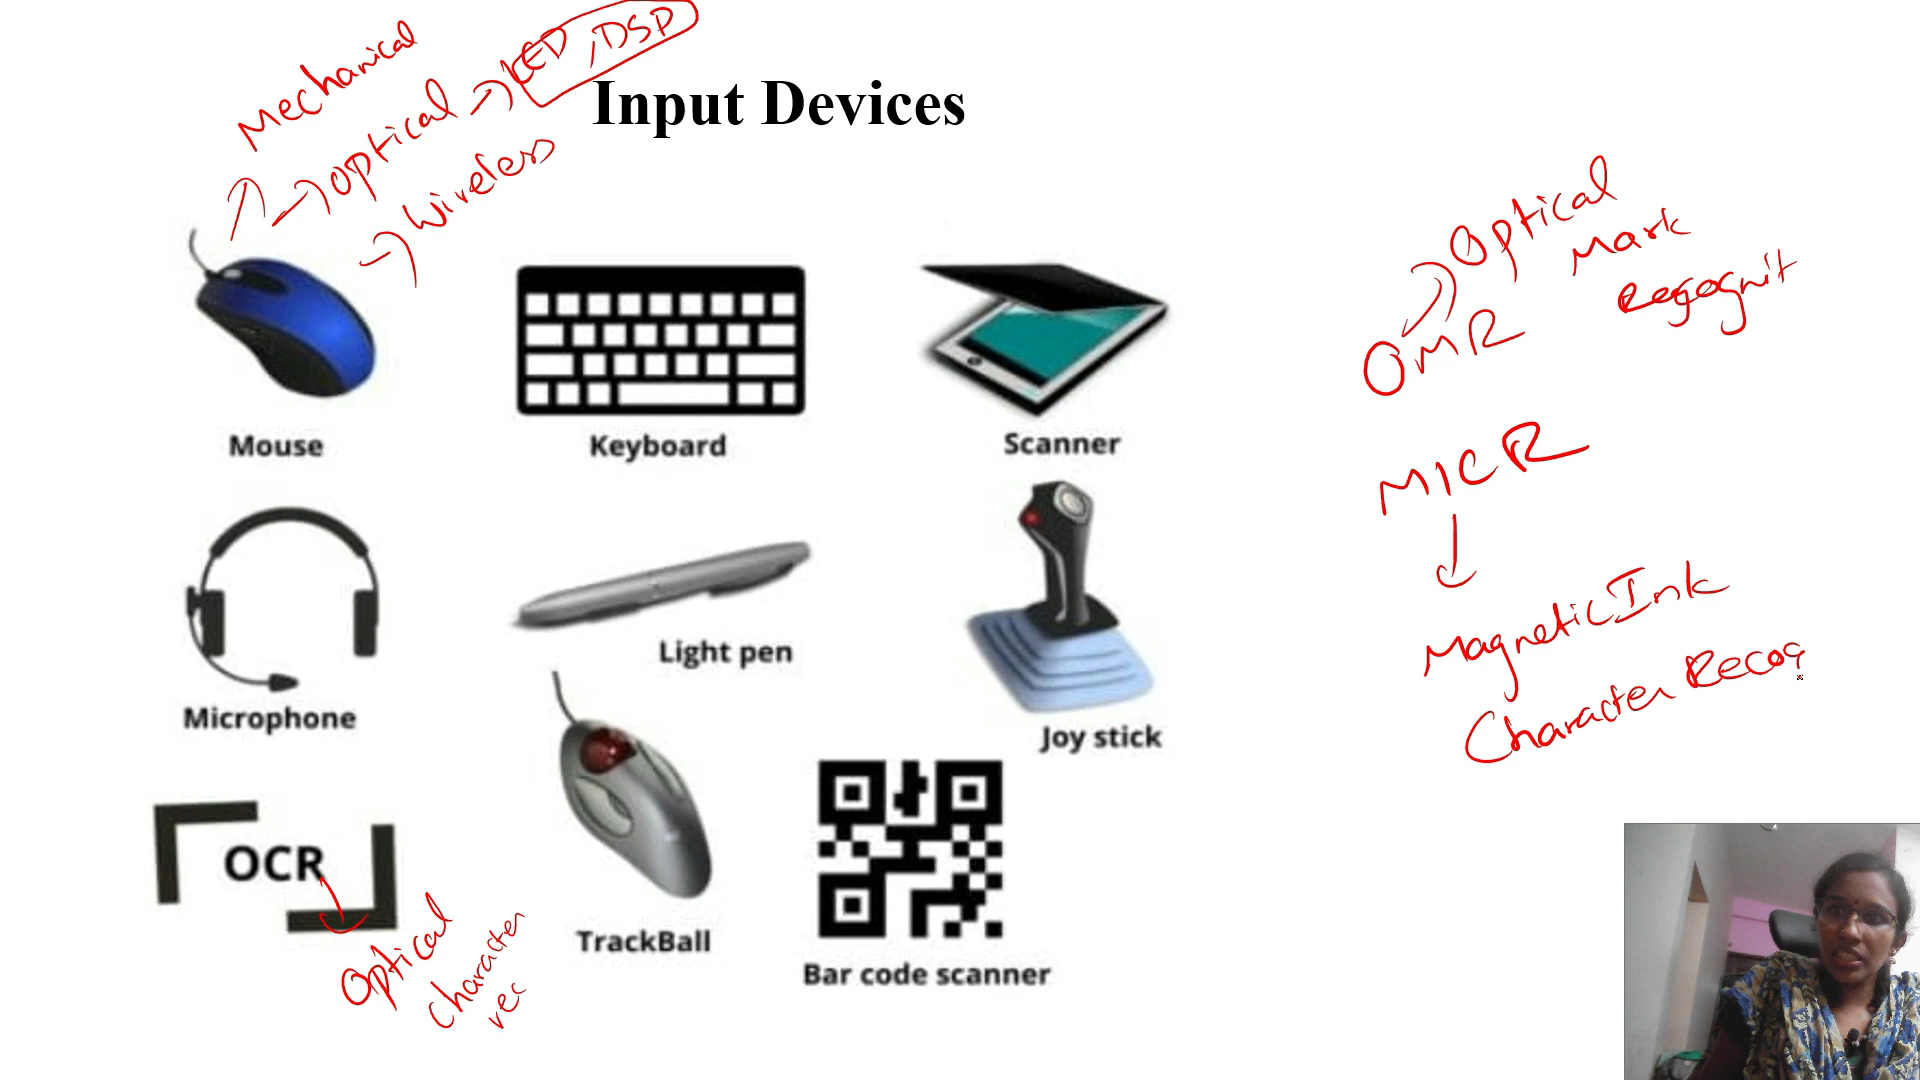 Mechanical
optical → LED, DSP
Wireless
Input Devices
Mouse
Keyboard
Scanner
Microphone
Light pen
Joy stick
OCR
Optical
Character
rec
TrackBall
Bar code scanner
OMR
Optical
Mark
Recognit
MICR
Magnetic Ink
Character Recog